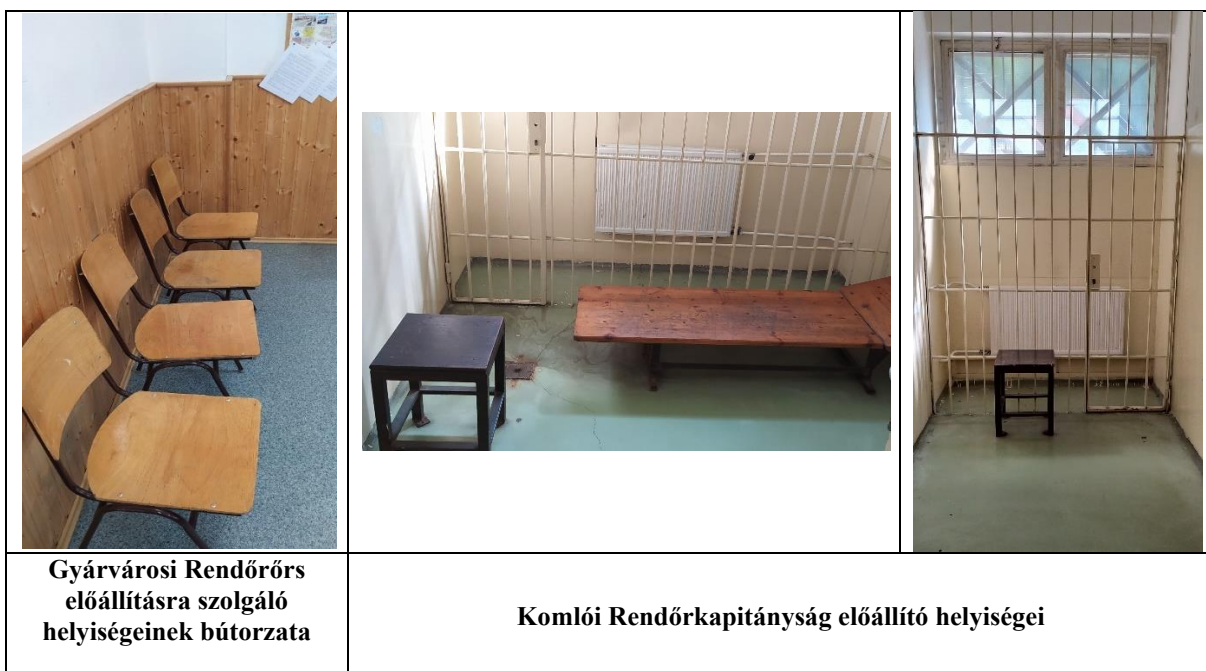 Gyárvárosi Rendőrőrs
előállításra szolgáló
helyiségeinek bútorzata
Komlói Rendőrkapitányság előállító helyiségei